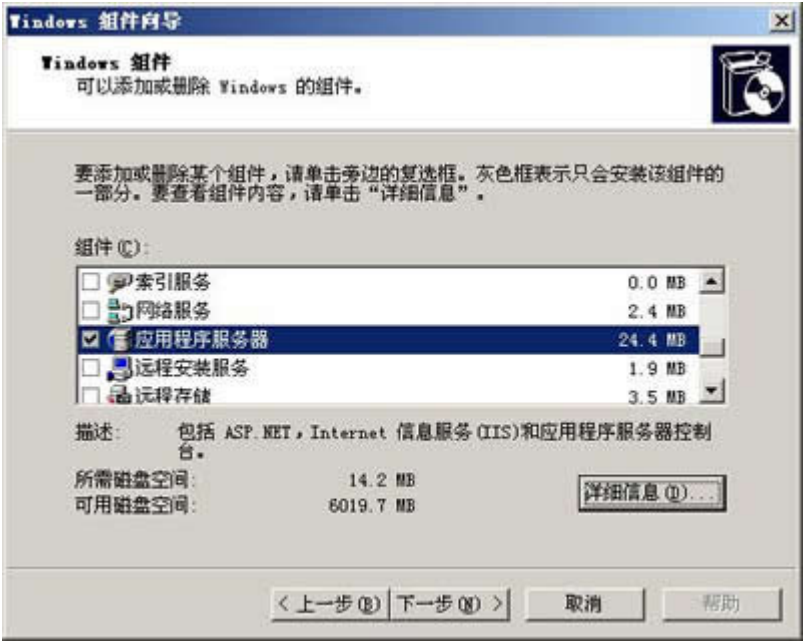 Windows 组件向导
Windows 组件
可以添加或删除 Windows 的组件。
要添加或删除某个组件，请单击旁边的复选框。灰色框表示只会安装该组件的
一部分。要查看组件内容，请单击“详细信息”。
组件(C):
索引服务 0.0 MB
网络服务 2.4 MB
应用程序服务器 24.4 MB
远程安装服务 1.9 MB
远程存储 3.5 MB
描述: 包括 ASP.NET，Internet 信息服务(IIS)和应用程序服务器控制
台。
所需磁盘空间: 14.2 MB
可用磁盘空间: 6019.7 MB
详细信息(D)...
< 上一步(B) 下一步(N) > 取消 帮助